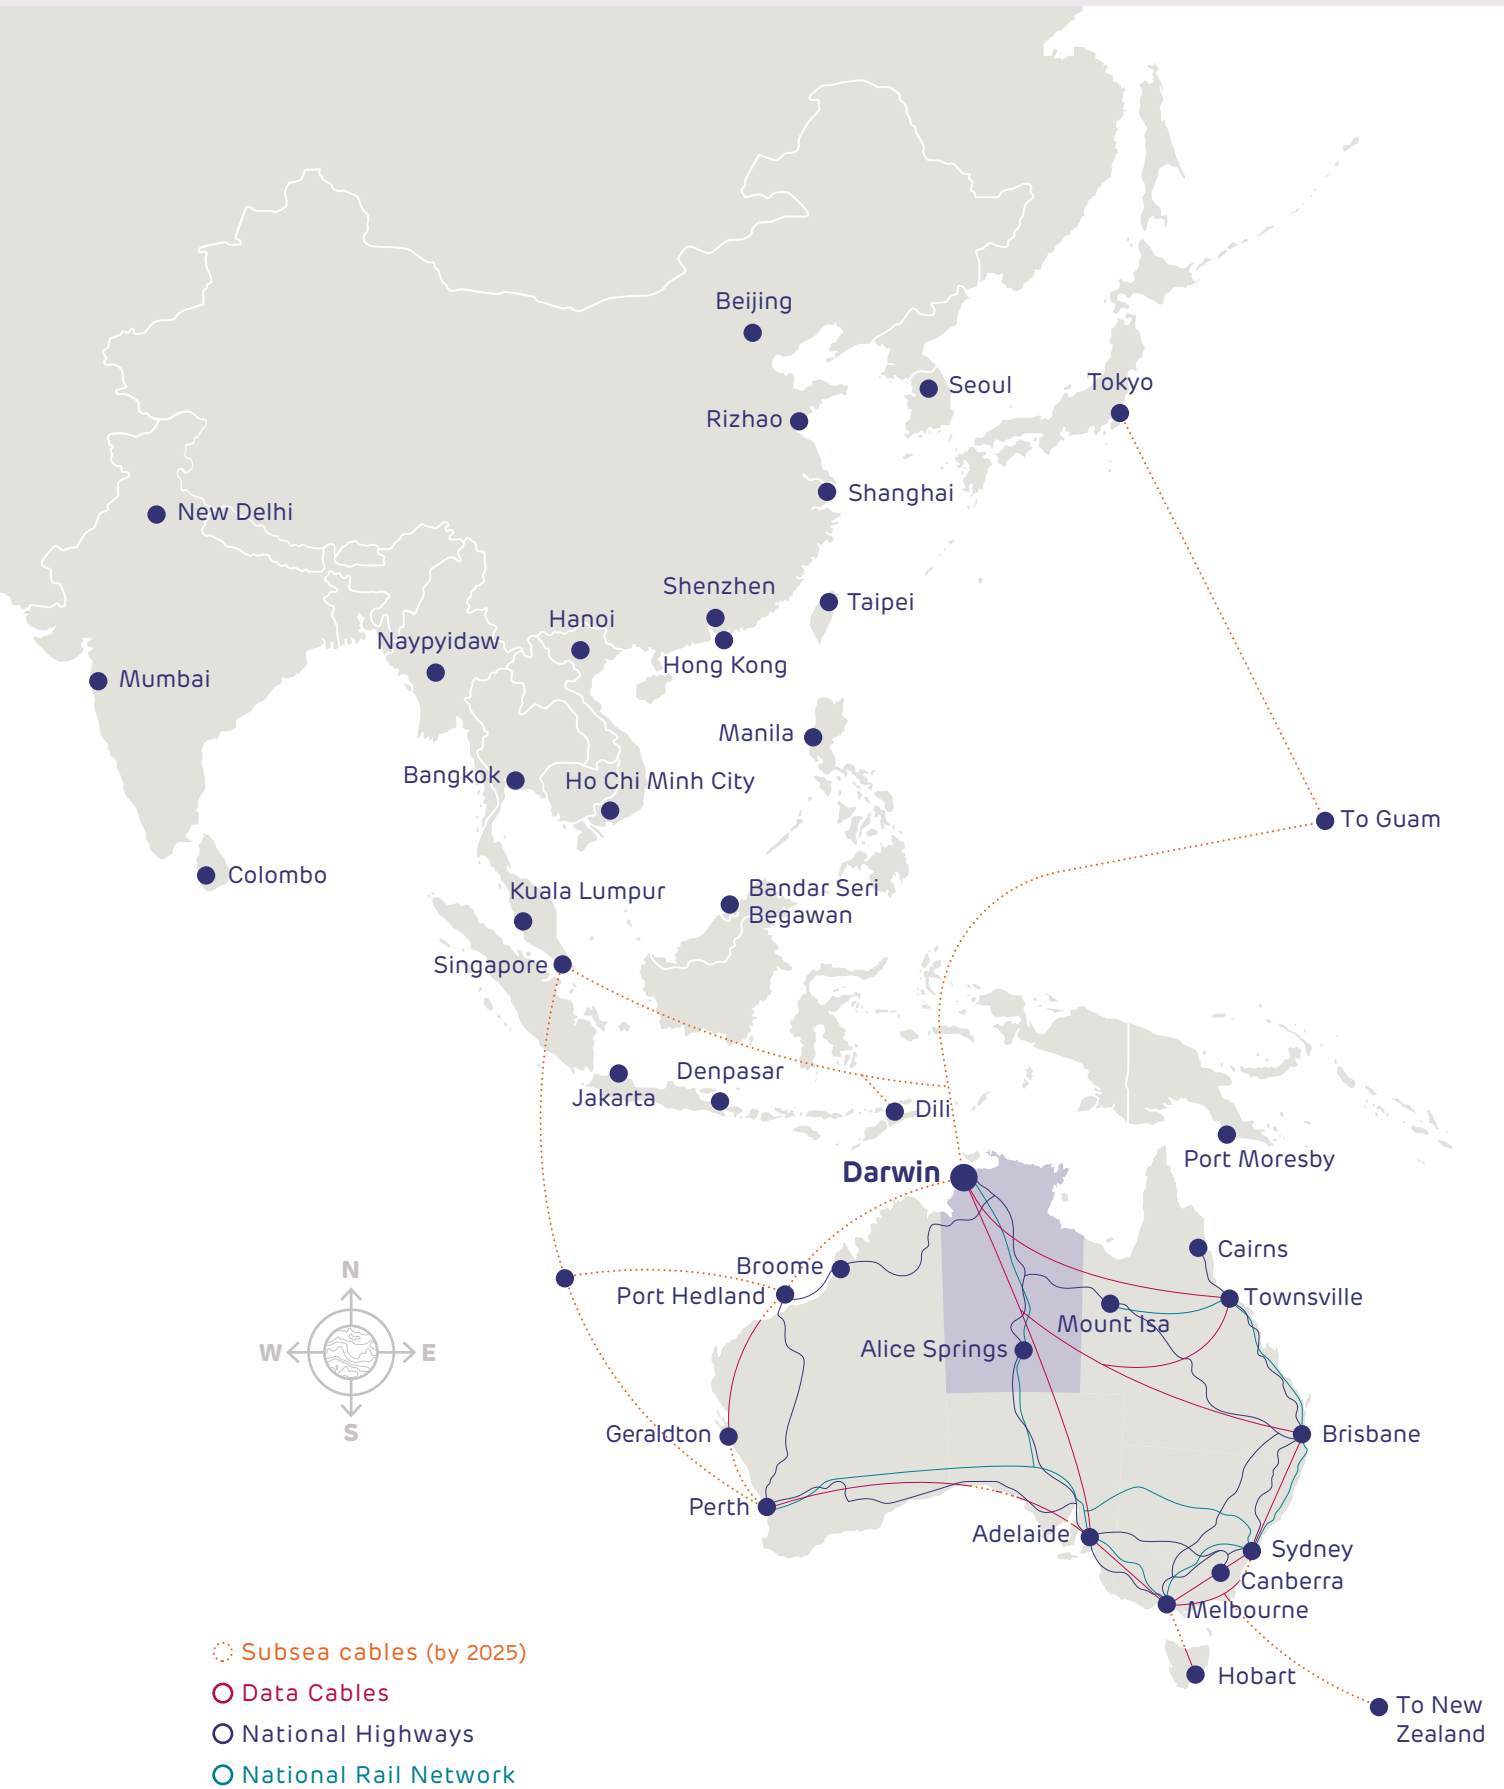 Beijing
Seoul
Tokyo
Rizhao
Shanghai
New Delhi
Shenzhen
Taipei
Hanoi
Naypyidaw
Hong Kong
Mumbai
Manila
Bangkok
Ho Chi Minh City
To Guam
Colombo
Kuala Lumpur
Bandar Seri
Begawan
Singapore
Denpasar
Jakarta
Dili
Port Moresby
Darwin
Cairns
Broome
Port Hedland
Townsville
Mount Isa
Alice Springs
N
W
E
S
Geraldton
Brisbane
Perth
Adelaide
Sydney
Canberra
Melbourne
Hobart
To New
Zealand
Subsea cables (by 2025)
Data Cables
National Highways
National Rail Network